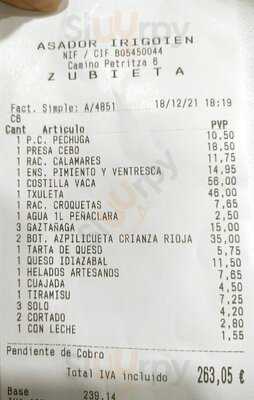 ASADOR IRIGOIEN
NIF / CIF B05450044
Camino Petritza 6
ZUBIETA
Fact. Simple: A/4851 18/12/21 18:19
C8
Cant Artículo PVP
1 P.C. PECHUGA 10,50
1 PRESA CEBO 18,50
1 RAC. CALAMARES 11,75
1 ENS. PIMIENTO Y VENTRESCA 14,95
1 COSTILLA VACA 56,00
1 TXULETA 46,00
1 RAC. CROQUETAS 7,65
1 AGUA 1L PEÑACLARA 2,50
3 GAZTAÑAGA 15,00
2 BOT. AZPILICUETA CRIANZA RIOJA 35,00
1 TARTA DE QUESO 5,75
1 QUESO IDIAZABAL 11,50
1 HELADOS ARTESANOS 7,65
1 CUAJADA 4,50
1 TIRAMISU 7,25
3 SOLO 4,20
2 CORTADO 2,80
1 CON LECHE 1,55
Pendiente de Cobro
Total IVA incluido 263,05 €
Base 239,14